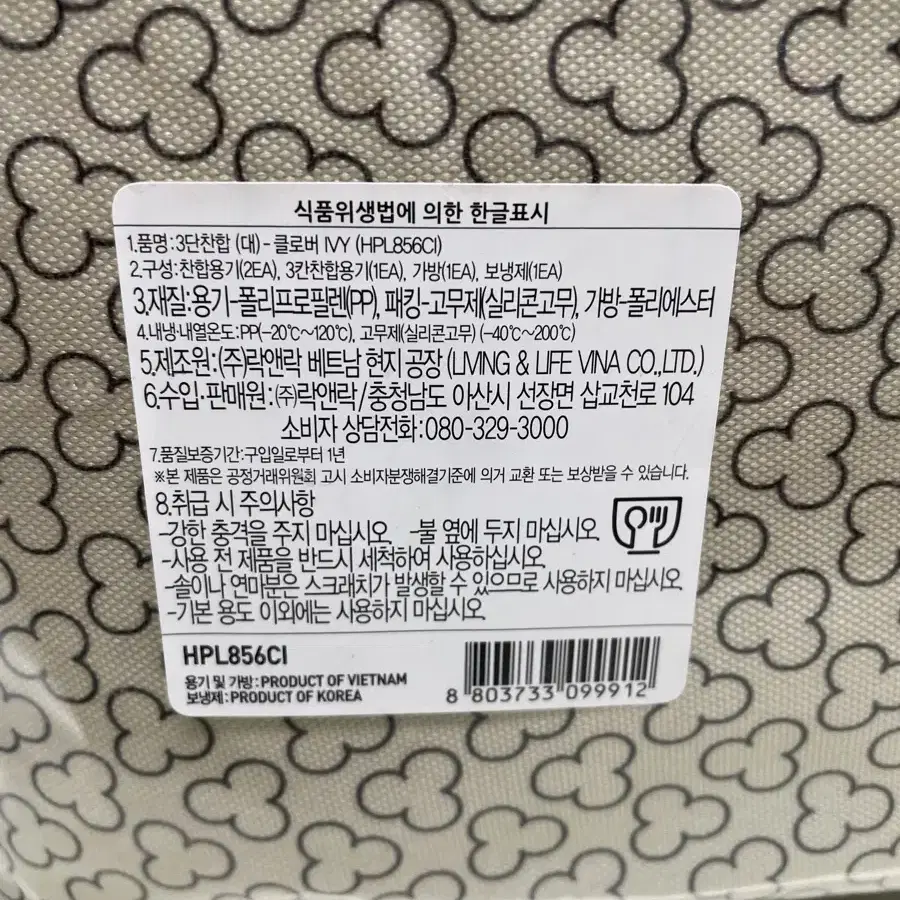 식품위생법에 의한 한글표시
1.품명:3단찬합 (대) - 클로버 IVY (HPL856CI)
2.구성:찬합용기(2EA), 3칸찬합용기(1EA), 가방(1EA), 보냉제(1EA)
3.재질:용기-폴리프로필렌(PP), 패킹-고무제(실리콘고무), 가방-폴리에스터
4.내냉·내열온도:PP(-20℃~120℃), 고무제(실리콘고무) (-40℃~200℃)
5.제조원:(주)락앤락 베트남 현지 공장 (LIVING & LIFE VINA CO.,LTD.)
6.수입·판매원:㈜락앤락/충청남도 아산시 선장면 삽교천로 104
소비자 상담전화:080-329-3000
7.품질보증기간:구입일로부터 1년
※본 제품은 공정거래위원회 고시 소비자분쟁해결기준에 의거 교환 또는 보상받을 수 있습니다.
8.취급 시 주의사항
-강한 충격을 주지 마십시오. -불 옆에 두지 마십시오.
-사용 전 제품을 반드시 세척하여 사용하십시오.
-솔이나 연마분은 스크래치가 발생할 수 있으므로 사용하지 마십시오.
-기본 용도 이외에는 사용하지 마십시오.
HPL856CI
용기 및 가방:PRODUCT OF VIETNAM
보냉제:PRODUCT OF KOREA
8 803733 099912